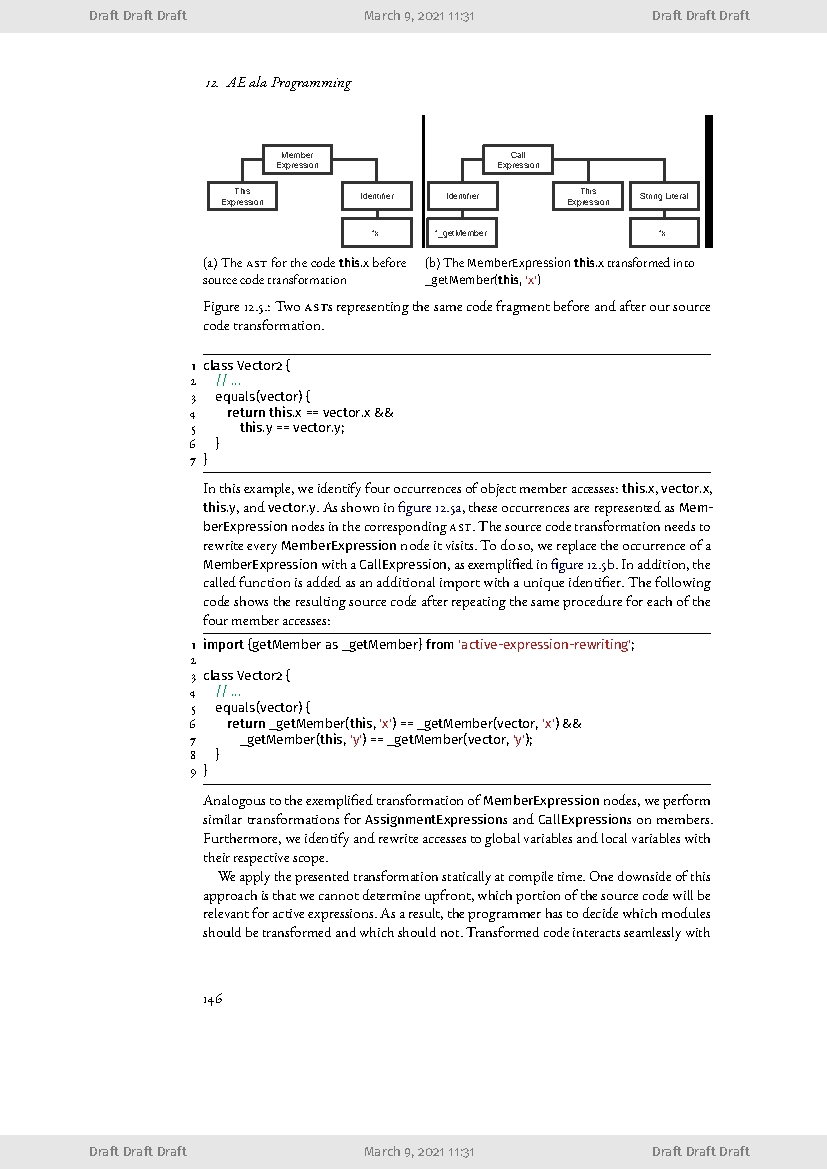 Draft Draft Draft March 9, 2021 11:31 Draft Draft Draft
12. AE ala Programming
Member
Expression
Call
Expression
This
Expression
Identifier
Identifier
This
Expression
String Literal
"x
"_getMember
"x
(a) The AST for the code this.x before
source code transformation
(b) The MemberExpression this.x transformed into
_getMember(this, 'x')
Figure 12.5.: Two ASTs representing the same code fragment before and after our source
code transformation.
1 class Vector2 {
2 // ...
3 equals(vector) {
4 return this.x == vector.x &&
5 this.y == vector.y;
6 }
7 }
In this example, we identify four occurrences of object member accesses: this.x, vector.x,
this.y, and vector.y. As shown in figure 12.5a, these occurrences are represented as Mem-
berExpression nodes in the corresponding AST. The source code transformation needs to
rewrite every MemberExpression node it visits. To do so, we replace the occurrence of a
MemberExpression with a CallExpression, as exemplified in figure 12.5b. In addition, the
called function is added as an additional import with a unique identifier. The following
code shows the resulting source code after repeating the same procedure for each of the
four member accesses:
1 import {getMember as _getMember} from 'active-expression-rewriting';
2
3 class Vector2 {
4 // ...
5 equals(vector) {
6 return _getMember(this, 'x') == _getMember(vector, 'x') &&
7 _getMember(this, 'y') == _getMember(vector, 'y');
8 }
9 }
Analogous to the exemplified transformation of MemberExpression nodes, we perform
similar transformations for AssignmentExpressions and CallExpressions on members.
Furthermore, we identify and rewrite accesses to global variables and local variables with
their respective scope.
We apply the presented transformation statically at compile time. One downside of this
approach is that we cannot determine upfront, which portion of the source code will be
relevant for active expressions. As a result, the programmer has to decide which modules
should be transformed and which should not. Transformed code interacts seamlessly with
146
Draft Draft Draft March 9, 2021 11:31 Draft Draft Draft